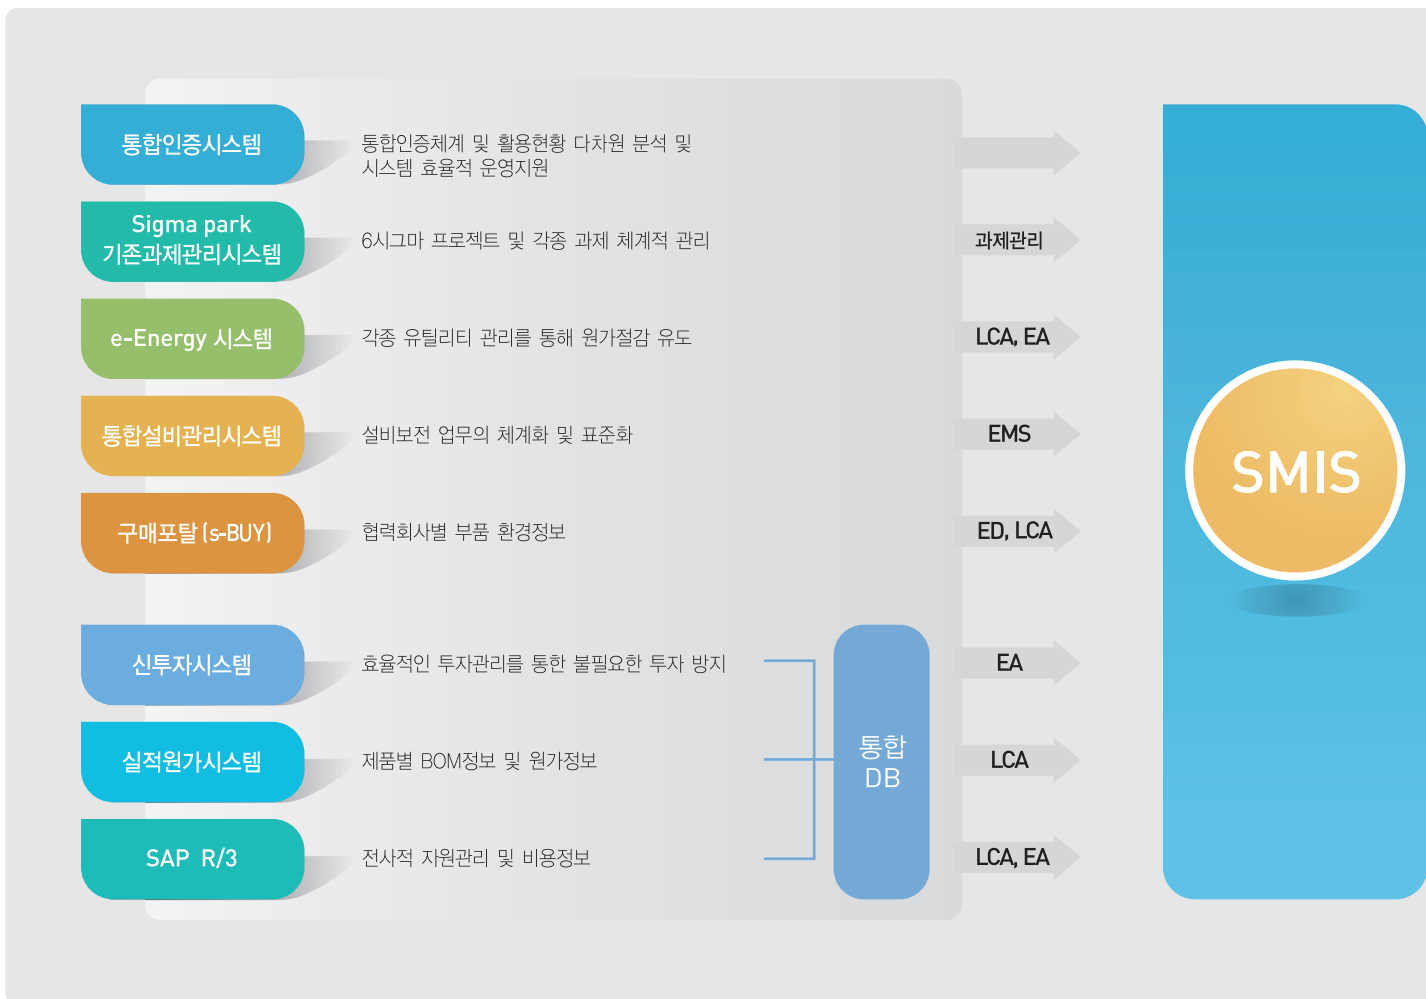 통합인증시스템
통합인증체계 및 활용현황 다차원 분석 및
시스템 효율적 운영지원
Sigma park
기존과제관리시스템
6시그마 프로젝트 및 각종 과제 체계적 관리
과제관리
e-Energy 시스템
각종 유틸리티 관리를 통해 원가절감 유도
LCA, EA
통합설비관리시스템
설비보전 업무의 체계화 및 표준화
EMS
구매포탈(s-BUY)
협력회사별 부품 환경정보
ED, LCA
신투자시스템
효율적인 투자관리를 통한 불필요한 투자 방지
EA
실적원가시스템
제품별 BOM정보 및 원가정보
LCA
SAP R/3
전사적 자원관리 및 비용정보
LCA, EA
통합
DB
SMIS